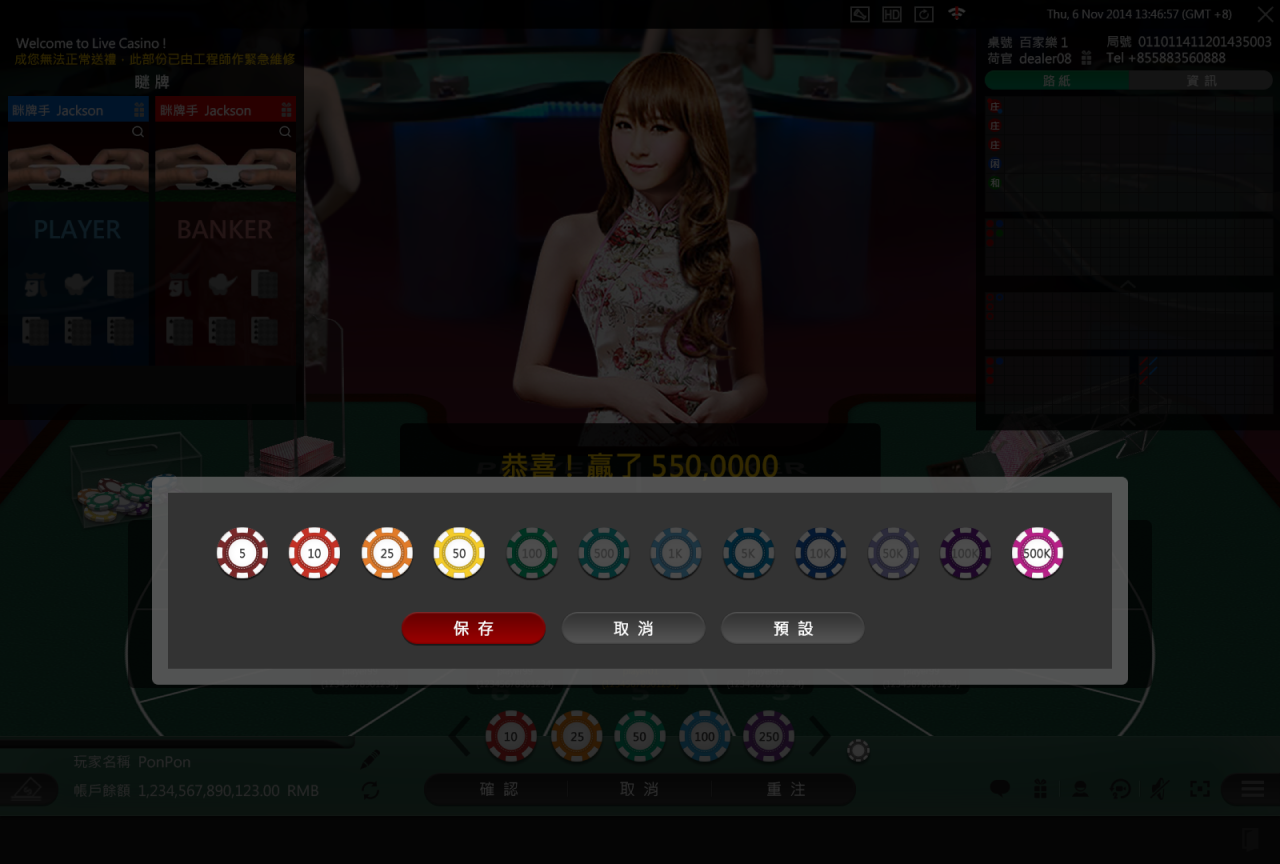 HD
Thu, 6 Nov 2014 13:46:57 (GMT +8)
Welcome to Live Casino !
成您無法正常送禮，此部份己由工程師作緊急維修
瞇 牌
瞇牌手 Jackson
瞇牌手 Jackson
PLAYER
BANKER
桌號 百家樂 1
局號 011011411201435003
荷官 dealer08
Tel +855883560888
路 紙
資 訊
庄
庄
庄
闲
和
恭喜! 贏了 550,0000
5
10
25
50
100
500
1K
5K
10K
50K
100K
500K
保 存
取 消
預 設
10
25
50
100
250
玩家名稱 PonPon
帳戶餘額 1,234,567,890,123.00 RMB
確 認
取 消
重 注